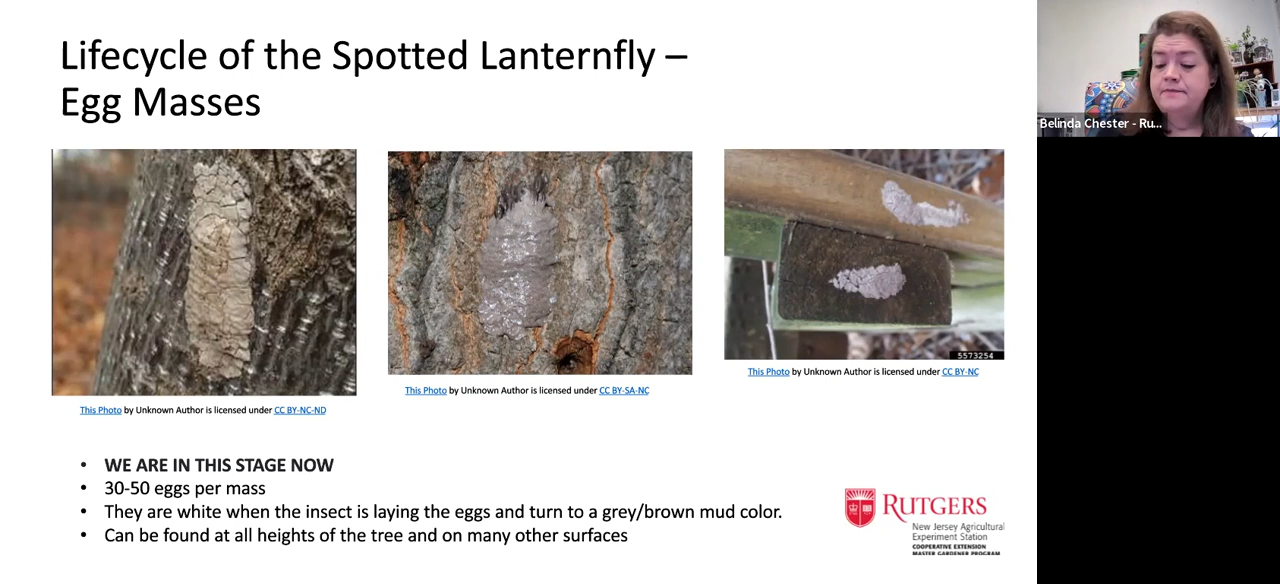 Lifecycle of the Spotted Lanternfly –
Egg Masses
Belinda Chester - Ru...
5573254
This Photo by Unknown Author is licensed under CC BY-NC
This Photo by Unknown Author is licensed under CC BY-SA-NC
This Photo by Unknown Author is licensed under CC BY-NC-ND
• WE ARE IN THIS STAGE NOW
• 30-50 eggs per mass
• They are white when the insect is laying the eggs and turn to a grey/brown mud color.
• Can be found at all heights of the tree and on many other surfaces
RUTGERS
New Jersey Agricultural
Experiment Station
COOPERATIVE EXTENSION
MASTER GARDENER PROGRAM